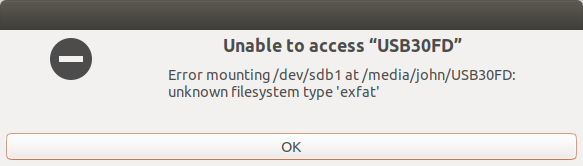 Unable to access “USB30FD”
Error mounting /dev/sdb1 at /media/john/USB30FD:
unknown filesystem type 'exfat'
OK